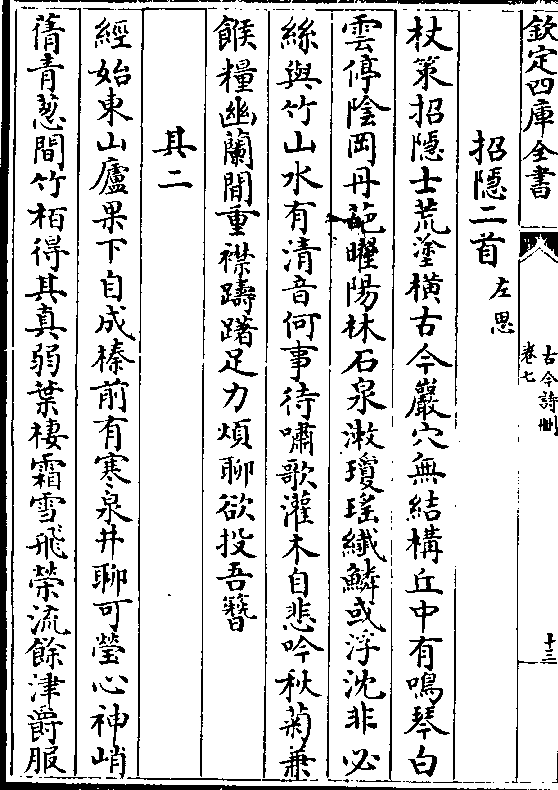 欽定四庫全書
古今詩刪
卷七
十三
招隱二首
左思
杖策招隱士荒塗橫古今巖穴無結構丘中有鳴琴白
雲停陰岡丹葩曜陽林石泉漱瓊瑤纖鱗或浮沈非必
絲與竹山水有清音何事待嘯歌灌木自悲吟秋菊兼
餱糧幽蘭間重襟躊躇足力煩聊欲投吾簪
其二
經始東山廬果下自成榛前有寒泉井聊可瑩心神峭
蒨青葱間竹栢得其真弱葉棲霜雪飛榮流餘津爵服